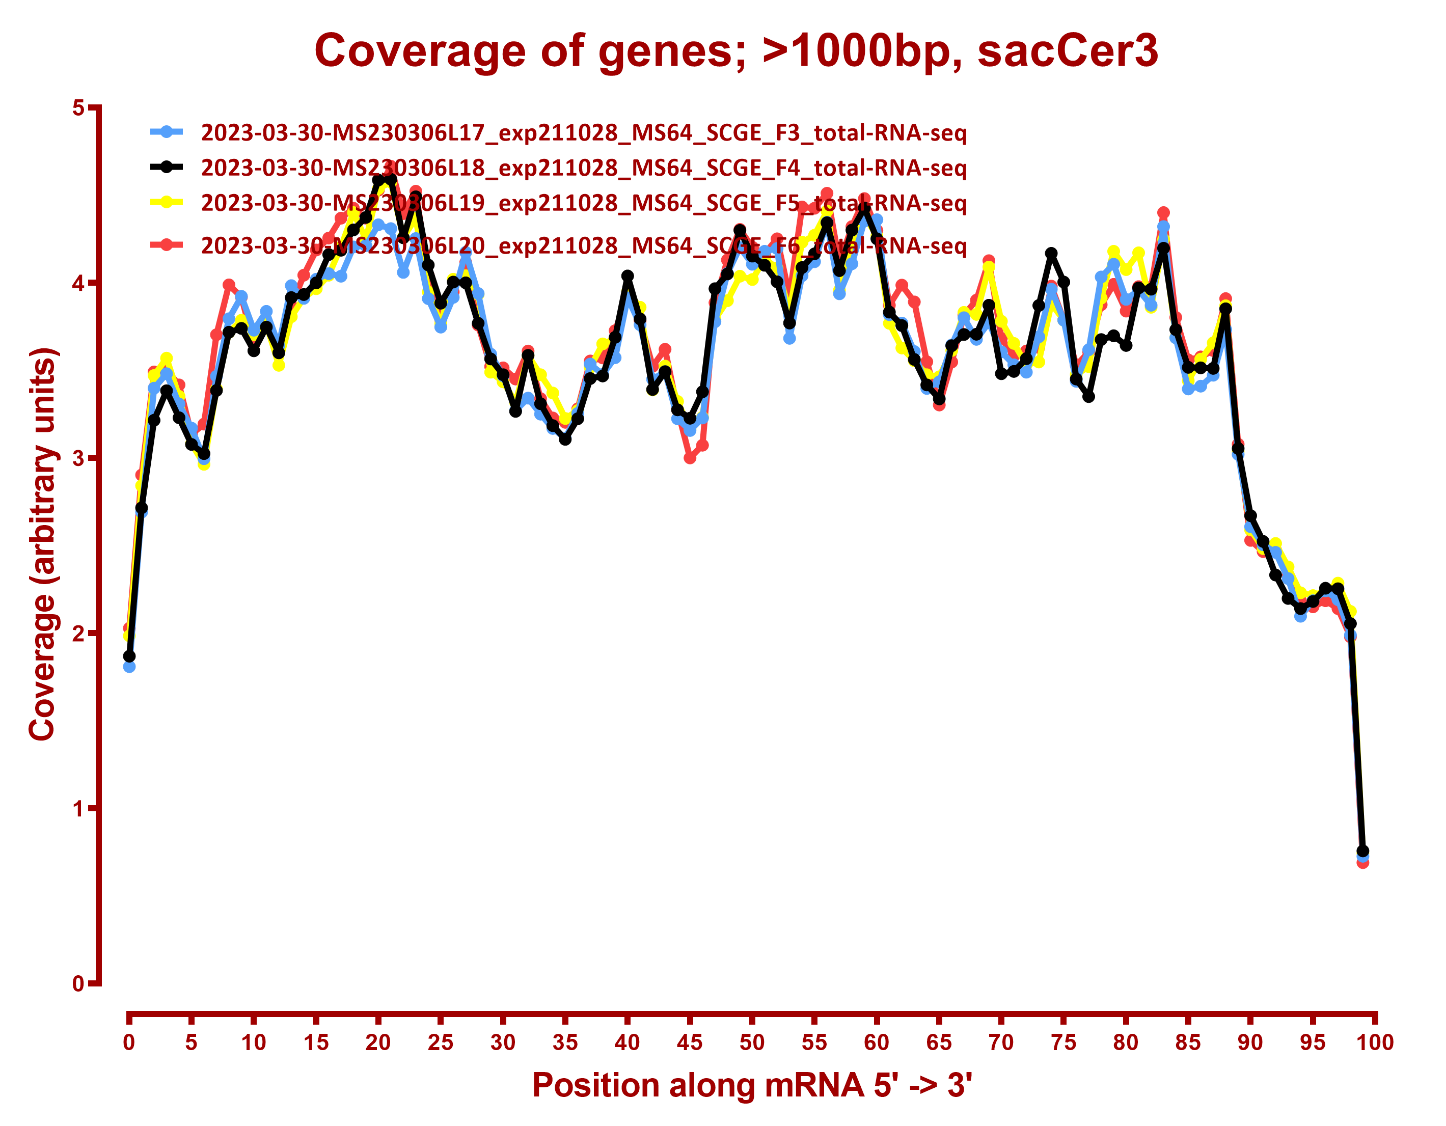 Coverage of genes; >1000bp, sacCer3
2023-03-30-MS230306L17_exp211028_MS64_SCGE_F3_total-RNA-seq
2023-03-30-MS230306L18_exp211028_MS64_SCGE_F4_total-RNA-seq
2023-03-30-MS230306L19_exp211028_MS64_SCGE_F5_total-RNA-seq
2023-03-30-MS230306L20_exp211028_MS64_SCGE_F6_total-RNA-seq
Coverage (arbitrary units)
5
4
3
2
1
0
0 5 10 15 20 25 30 35 40 45 50 55 60 65 70 75 80 85 90 95 100
Position along mRNA 5' -> 3'